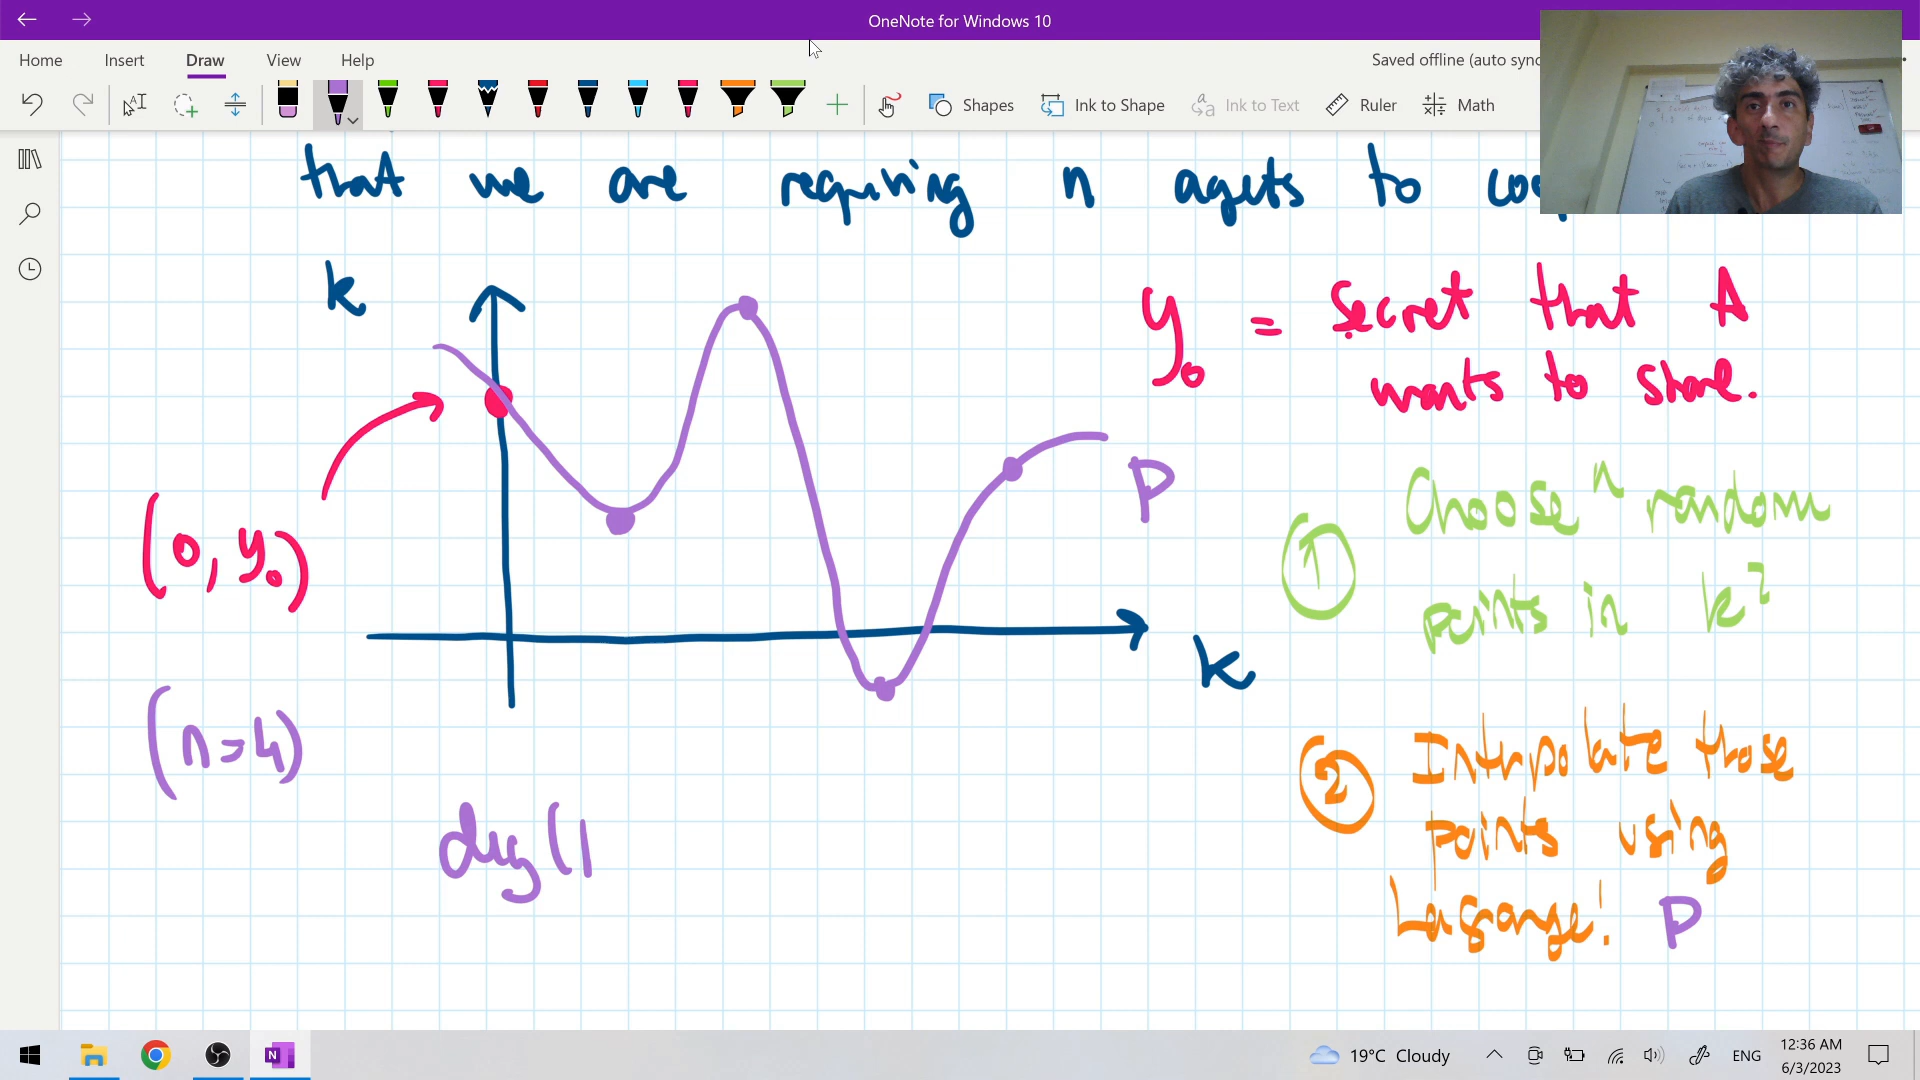 OneNote for Windows 10
Home Insert Draw View Help
Saved offline (auto sync
Shapes Ink to Shape Ink to Text Ruler Math
that we are requiring n agets to coop
k
y₀ = Secret that A
wants to share.
P
(0, y₀)
① Choose n random
points in k²
k
(n=4)
② Interpolate those
points using
Lagrange! P
deg(
19°C Cloudy
ENG
12:36 AM
6/3/2023